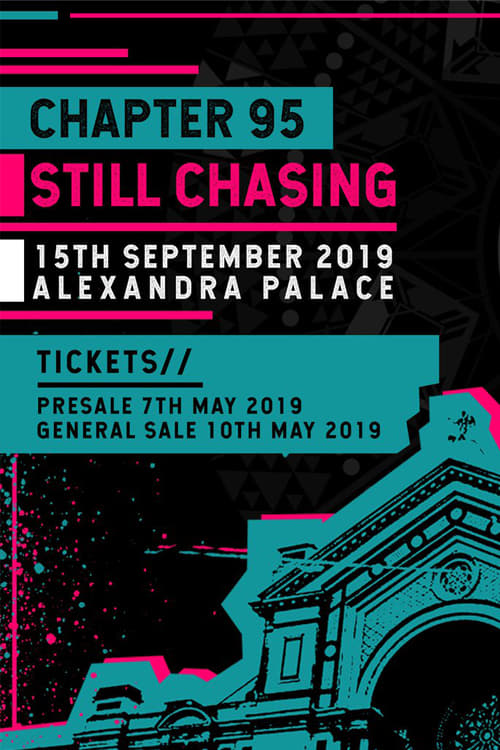 CHAPTER 95
STILL CHASING
15TH SEPTEMBER 2019
ALEXANDRA PALACE
TICKETS//
PRESALE 7TH MAY 2019
GENERAL SALE 10TH MAY 2019